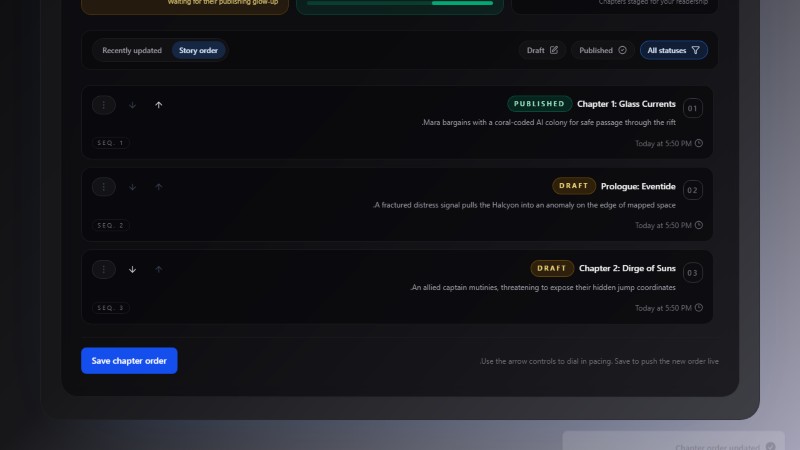 Waiting for their publishing glow-up
Chapters staged for your readership
Recently updated
Story order
Draft
Published
All statuses
PUBLISHED
Chapter 1: Glass Currents
01
.Mara bargains with a coral-coded AI colony for safe passage through the rift
SEQ. 1
Today at 5:50 PM
DRAFT
Prologue: Eventide
02
.A fractured distress signal pulls the Halcyon into an anomaly on the edge of mapped space
SEQ. 2
Today at 5:50 PM
DRAFT
Chapter 2: Dirge of Suns
03
.An allied captain mutinies, threatening to expose their hidden jump coordinates
SEQ. 3
Today at 5:50 PM
Save chapter order
.Use the arrow controls to dial in pacing. Save to push the new order live
Chapter order updated